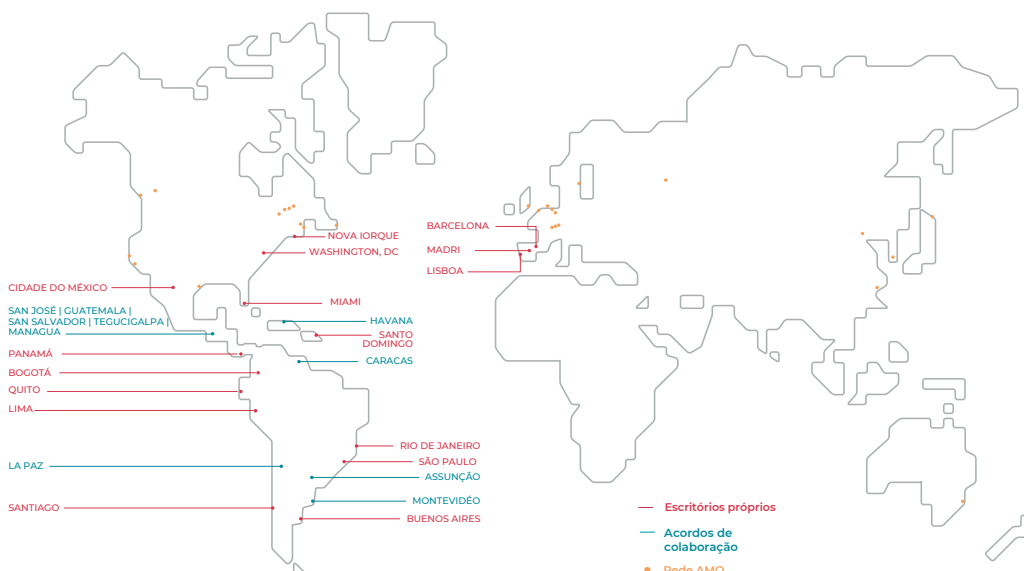 NOVA IORQUE
WASHINGTON, DC
CIDADE DO MÉXICO
MIAMI
SAN JOSÉ | GUATEMALA |
SAN SALVADOR | TEGUCIGALPA |
MANAGUA
HAVANA
SANTO
DOMINGO
PANAMÁ
CARACAS
BOGOTÁ
QUITO
LIMA
RIO DE JANEIRO
SÃO PAULO
LA PAZ
ASSUNÇÃO
MONTEVIDÉO
SANTIAGO
BUENOS AIRES
BARCELONA
MADRI
LISBOA
Escritórios próprios
Acordos de
colaboração
Rede AMO